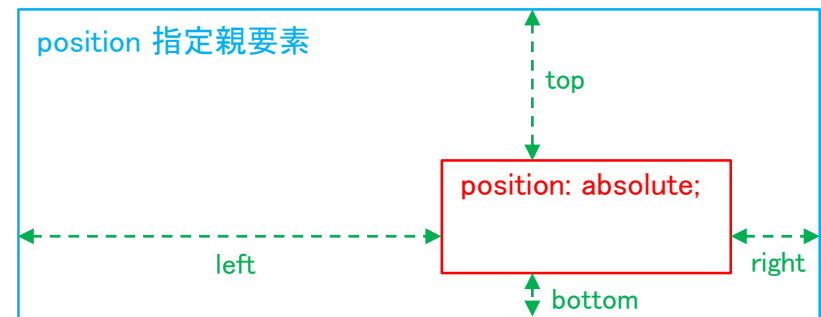 position 指定親要素
top
position: absolute;
left
right
bottom